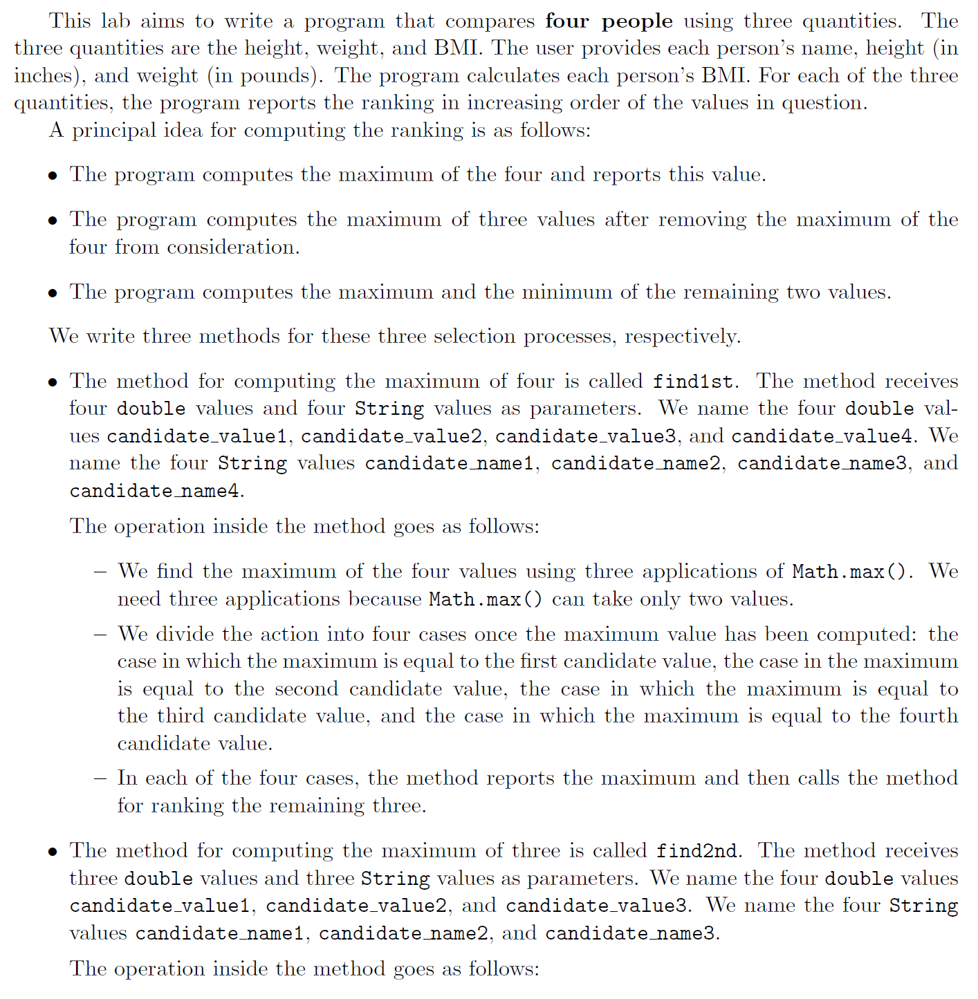 This lab aims to write a program that compares four people using three quantities. The
three quantities are the height, weight, and BMI. The user provides each person's name, height (in
inches), and weight (in pounds). The program calculates each person's BMI. For each of the three
quantities, the program reports the ranking in increasing order of the values in question.
A principal idea for computing the ranking is as follows:
• The program computes the maximum of the four and reports this value.
• The program computes the maximum of three values after removing the maximum of the
four from consideration.
• The program computes the maximum and the minimum of the remaining two values.
We write three methods for these three selection processes, respectively.
• The method for computing the maximum of four is called find1st. The method receives
four double values and four String values as parameters. We name the four double val-
ues candidate_value1, candidate_value2, candidate_value3, and candidate_value4. We
name the four String values candidate_name1, candidate_name2, candidate_name3, and
candidate_name4.
The operation inside the method goes as follows:
– We find the maximum of the four values using three applications of Math.max(). We
need three applications because Math.max() can take only two values.
– We divide the action into four cases once the maximum value has been computed: the
case in which the maximum is equal to the first candidate value, the case in the maximum
is equal to the second candidate value, the case in which the maximum is equal to
the third candidate value, and the case in which the maximum is equal to the fourth
candidate value.
– In each of the four cases, the method reports the maximum and then calls the method
for ranking the remaining three.
• The method for computing the maximum of three is called find2nd. The method receives
three double values and three String values as parameters. We name the four double values
candidate_value1, candidate_value2, and candidate_value3. We name the four String
values candidate_name1, candidate_name2, and candidate_name3.
The operation inside the method goes as follows: